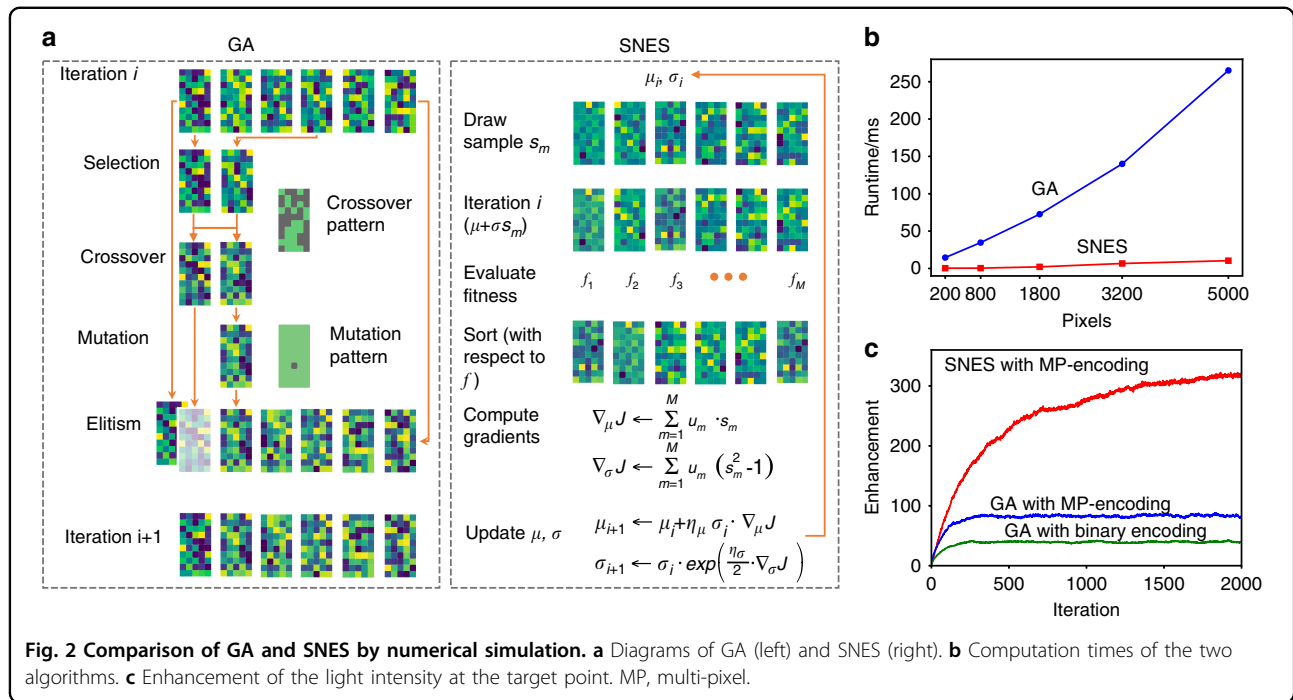 a
GA
Iteration i
Selection
Crossover pattern
Crossover
Mutation
Mutation pattern
Elitism
Iteration i+1
SNES
μi, σi
Draw sample sm
Iteration i (μ+σsm)
Evaluate fitness
f1 f2 f3 ••• fM
Sort (with respect to f)
Compute gradients
∇μJ ← M∑m=1 um · sm
∇σJ ← M∑m=1 um (sm²-1)
Update μ, σ
μi+1 ← μi+ημ σi · ∇μJ
σi+1 ← σi · exp(ησ/2 · ∇σJ)
b
Runtime/ms
250
200
150
100
50
0
GA
SNES
200 800 1800 3200 5000
Pixels
c
Enhancement
300
200
100
0
SNES with MP-encoding
GA with MP-encoding
GA with binary encoding
0 500 1000 1500 2000
Iteration
Fig. 2 Comparison of GA and SNES by numerical simulation. a Diagrams of GA (left) and SNES (right). b Computation times of the two
algorithms. c Enhancement of the light intensity at the target point. MP, multi-pixel.